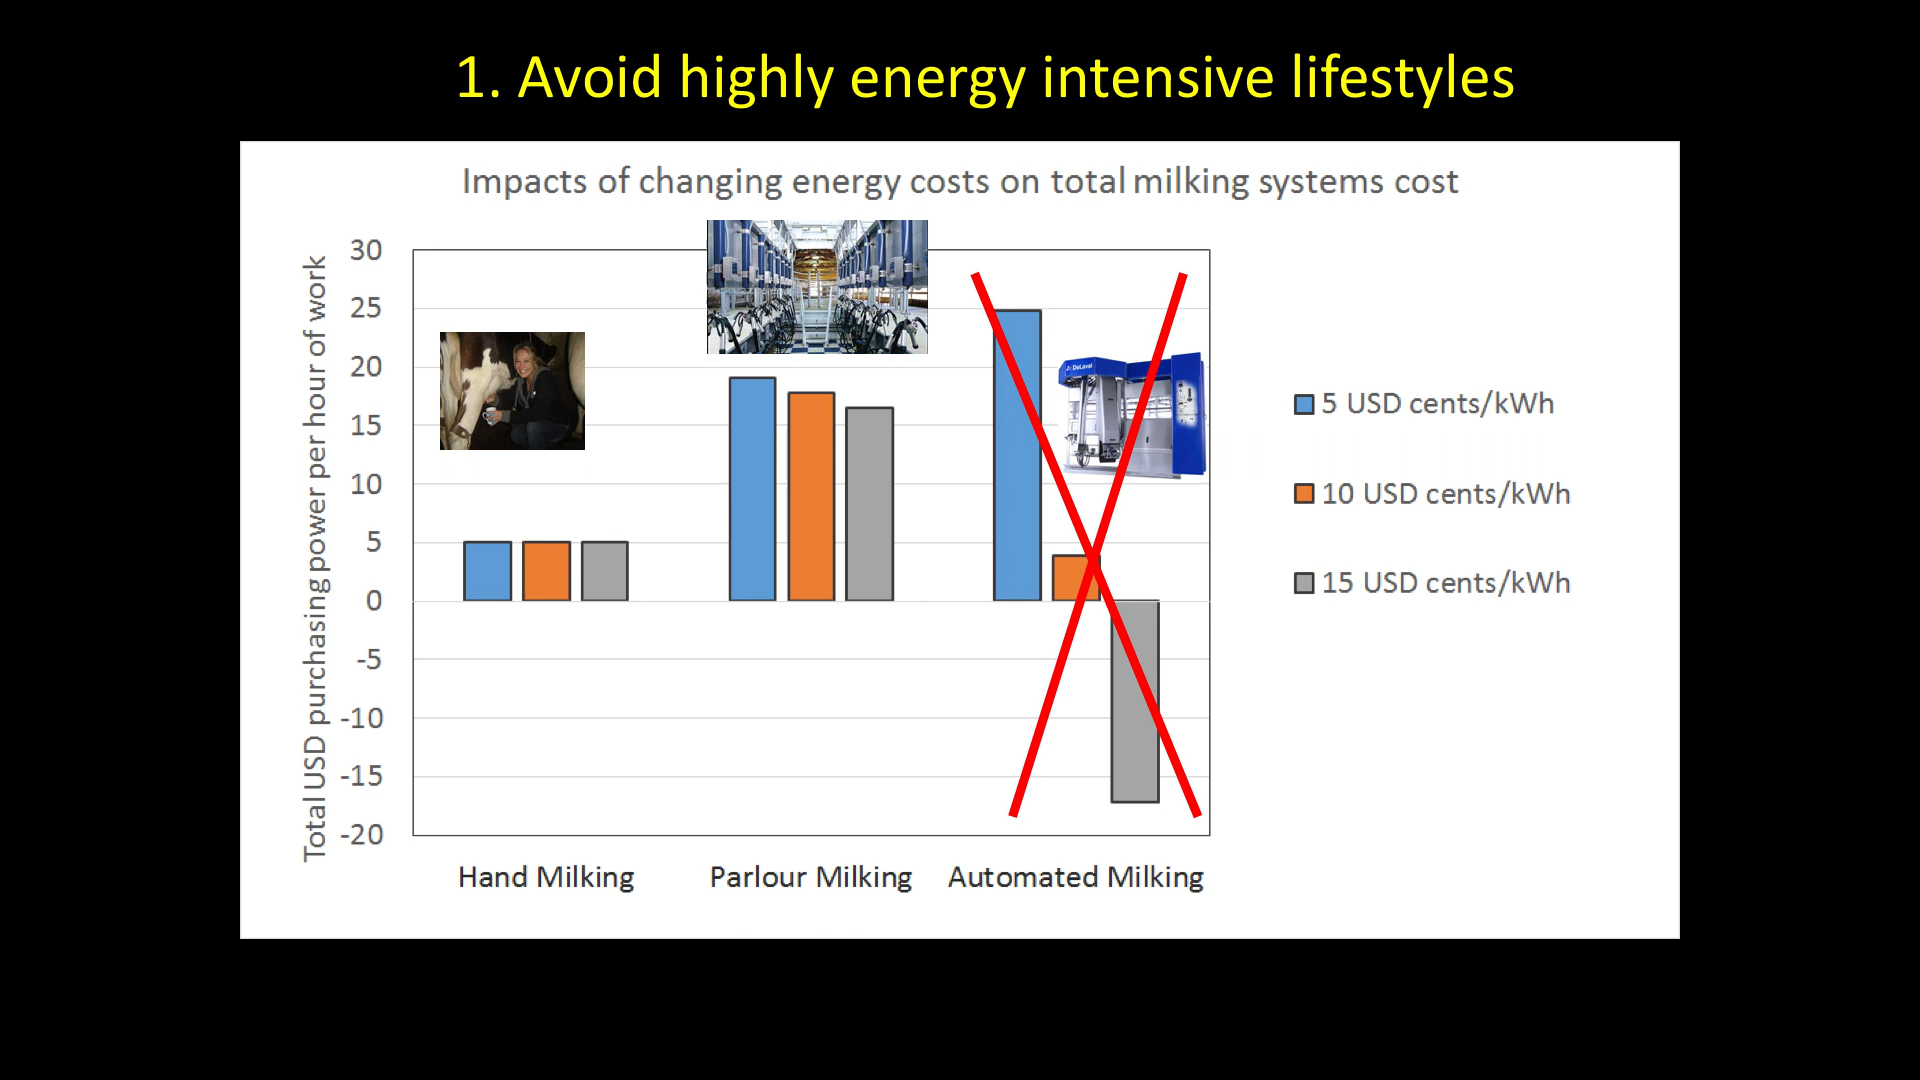 1. Avoid highly energy intensive lifestyles
Impacts of changing energy costs on total milking systems cost
Total USD purchasing power per hour of work
30
25
20
15
10
5
0
-5
-10
-15
-20
DeLaval
Hand Milking
Parlour Milking
Automated Milking
5 USD cents/kWh
10 USD cents/kWh
15 USD cents/kWh